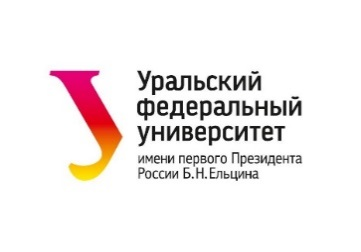 У
Уральский
федеральный
университет
имени первого Президента
России Б.Н.Ельцина